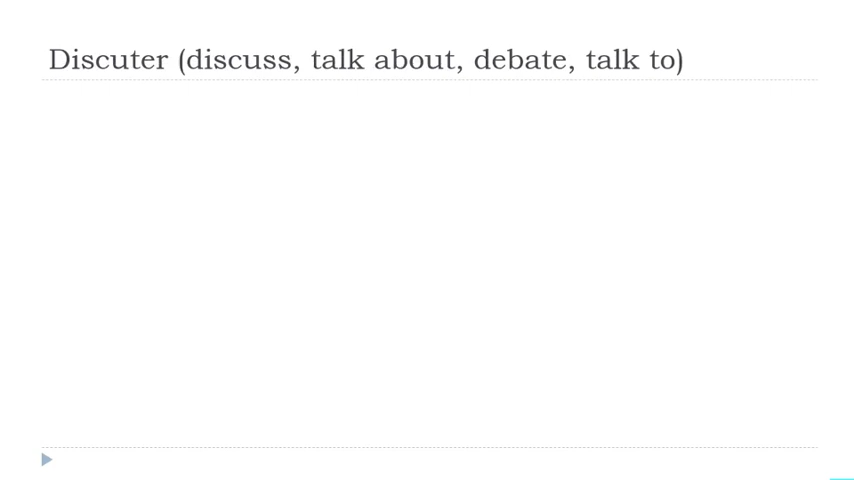 Discuter (discuss, talk about, debate, talk to)